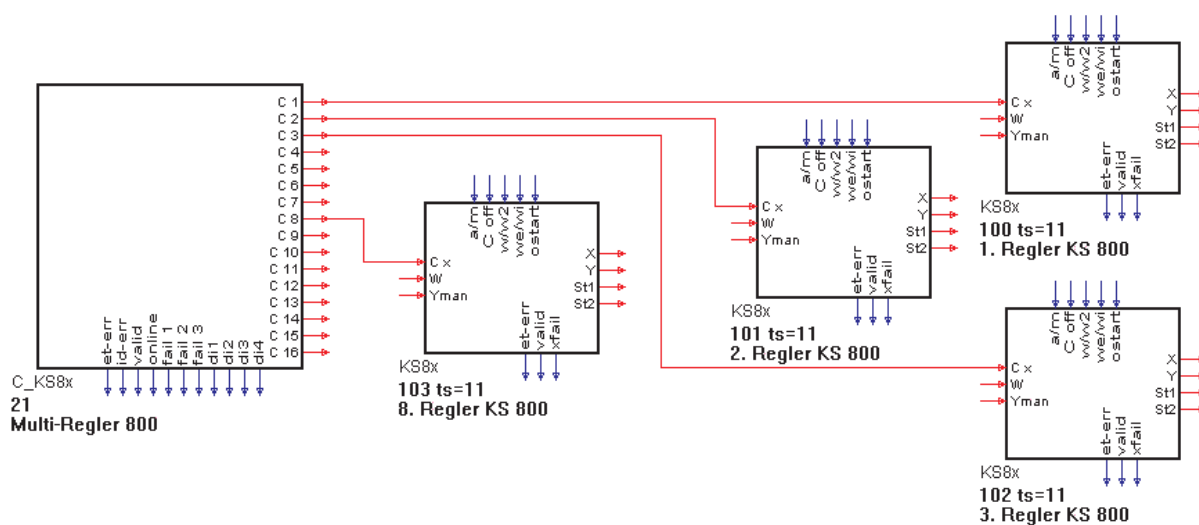 C 1
C 2
C 3
C 4
C 5
C 6
C 7
C 8
C 9
C 10
C 11
C 12
C 13
C 14
C 15
C 16
et-err
id-err
valid
online
fail 1
fail 2
fail 3
di1
di2
di3
di4
C_KS8x
21
Multi-Regler 800
a/m
C off
w/w2
we/wi
ostart
C x
W
Yman
X
Y
St1
St2
et-err
valid
xfail
KS8x
103 ts=11
8. Regler KS 800
a/m
C off
w/w2
we/wi
ostart
C x
W
Yman
X
Y
St1
St2
et-err
valid
xfail
KS8x
101 ts=11
2. Regler KS 800
a/m
C off
w/w2
we/wi
ostart
C x
W
Yman
X
Y
St1
St2
et-err
valid
xfail
KS8x
100 ts=11
1. Regler KS 800
a/m
C off
w/w2
we/wi
ostart
C x
W
Yman
X
Y
St1
St2
et-err
valid
xfail
KS8x
102 ts=11
3. Regler KS 800